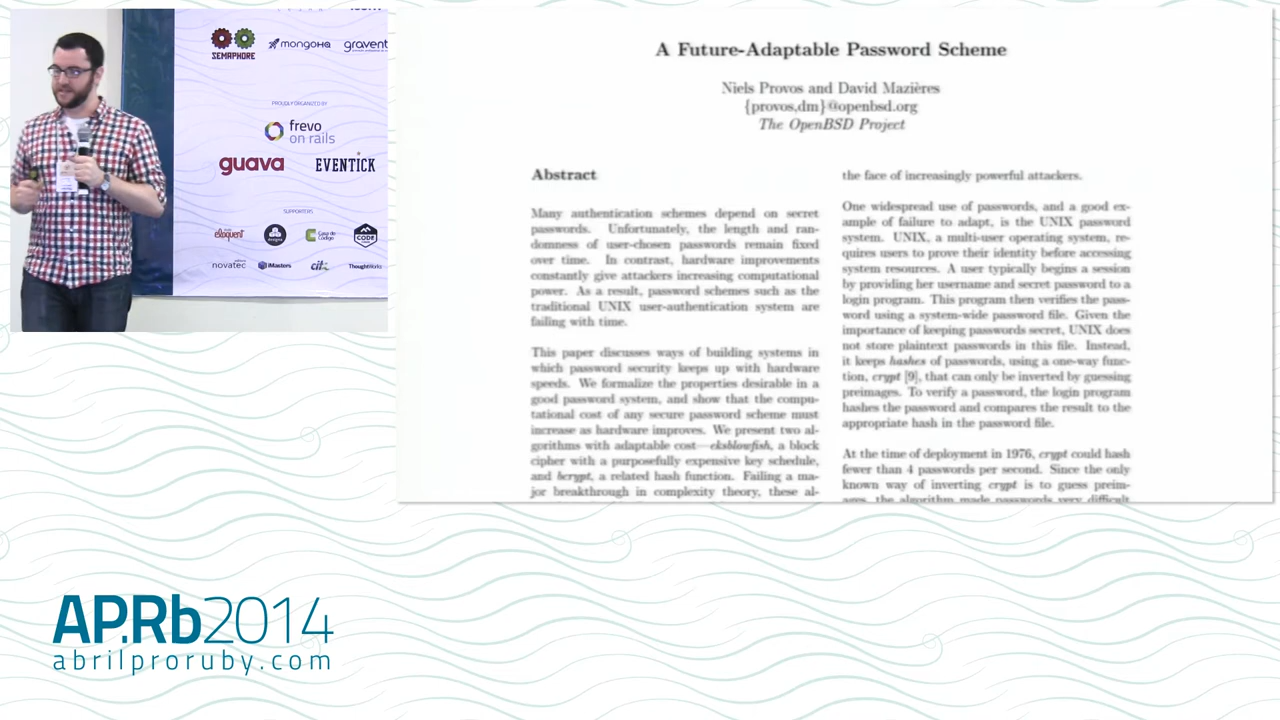 SEMAPHORE
mongoHQ
gravent
PROUDLY ORGANIZED BY
frevo
on rails
guava
EVENTICK
SUPPORTERS
eloquent
Casa do
Código
CODE
novatec
iMasters
ThoughtWorks
A Future-Adaptable Password Scheme
Niels Provos and David Mazières
{provos,dm}@openbsd.org
The OpenBSD Project
Abstract
Many authentication schemes depend on secret
passwords. Unfortunately, the length and ran-
domness of user-chosen passwords remain fixed
over time. In contrast, hardware improvements
constantly give attackers increasing computational
power. As a result, password schemes such as the
traditional UNIX user-authentication system are
failing with time.
This paper discusses ways of building systems in
which password security keeps up with hardware
speeds. We formalize the properties desirable in a
good password system, and show that the compu-
tational cost of any secure password scheme must
increase as hardware improves. We present two al-
gorithms with adaptable cost—eksblowfish, a block
cipher with a purposefully expensive key schedule,
and bcrypt, a related hash function. Failing a ma-
jor breakthrough in complexity theory, these al-
the face of increasingly powerful attackers.
One widespread use of passwords, and a good ex-
ample of failure to adapt, is the UNIX password
system. UNIX, a multi-user operating system, re-
quires users to prove their identity before accessing
system resources. A user typically begins a session
by providing her username and secret password to a
login program. This program then verifies the pass-
word using a system-wide password file. Given the
importance of keeping passwords secret, UNIX does
not store plaintext passwords in this file. Instead,
it keeps hashes of passwords, using a one-way func-
tion, crypt [9], that can only be inverted by guessing
preimages. To verify a password, the login program
hashes the password and compares the result to the
appropriate hash in the password file.
At the time of deployment in 1976, crypt could hash
fewer than 4 passwords per second. Since the only
known way of inverting crypt is to guess preim-
ages, the algorithm made passwords very difficult
AP.Rb2014
abrilproruby.com